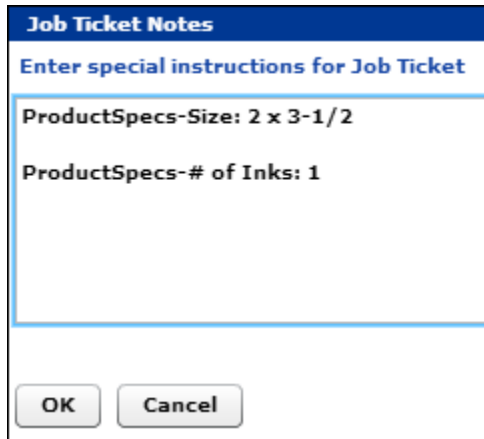 Job Ticket Notes
Enter special instructions for Job Ticket
ProductSpecs-Size: 2 x 3-1/2
ProductSpecs-# of Inks: 1
OK
Cancel